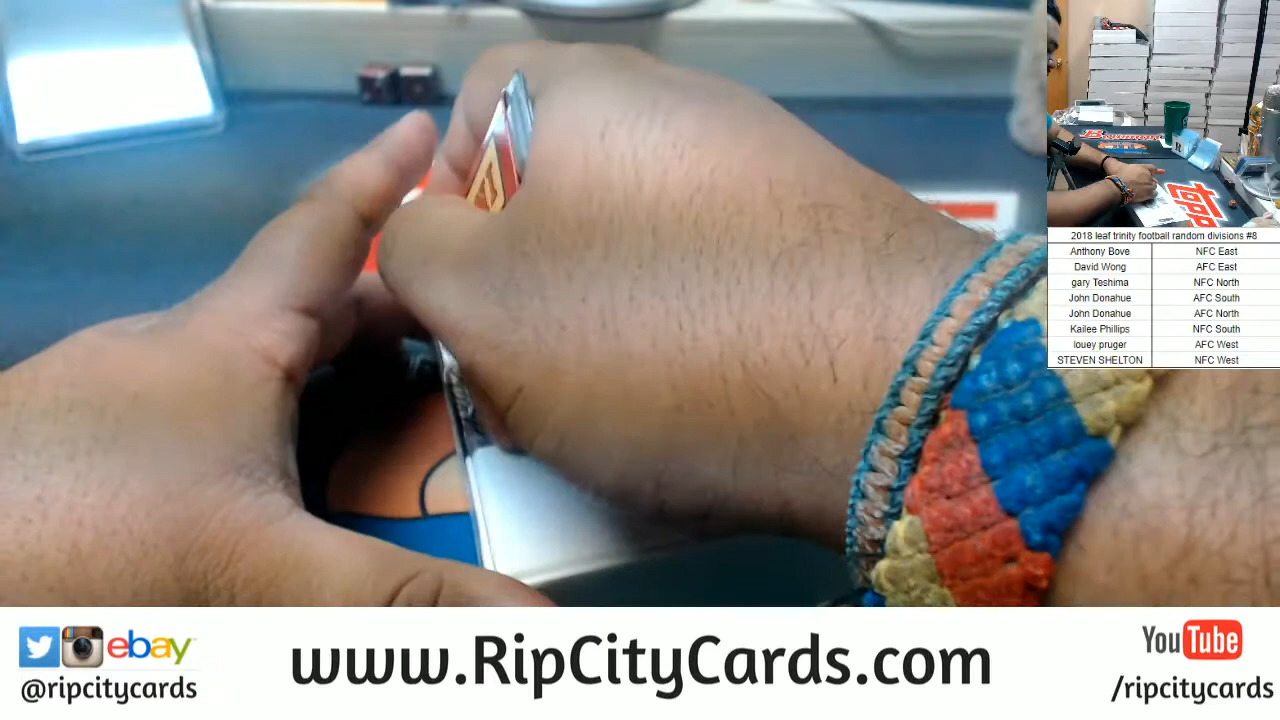 Bowman
R
topps
2018 leaf trinity football random divisions #8
Anthony Bove NFC East
David Wong AFC East
gary Teshima NFC North
John Donahue AFC South
John Donahue AFC North
Kailee Phillips NFC South
louey pruger AFC West
STEVEN SHELTON NFC West
ebay
@ripcitycards
www.RipCityCards.com
YouTube
/ripcitycards